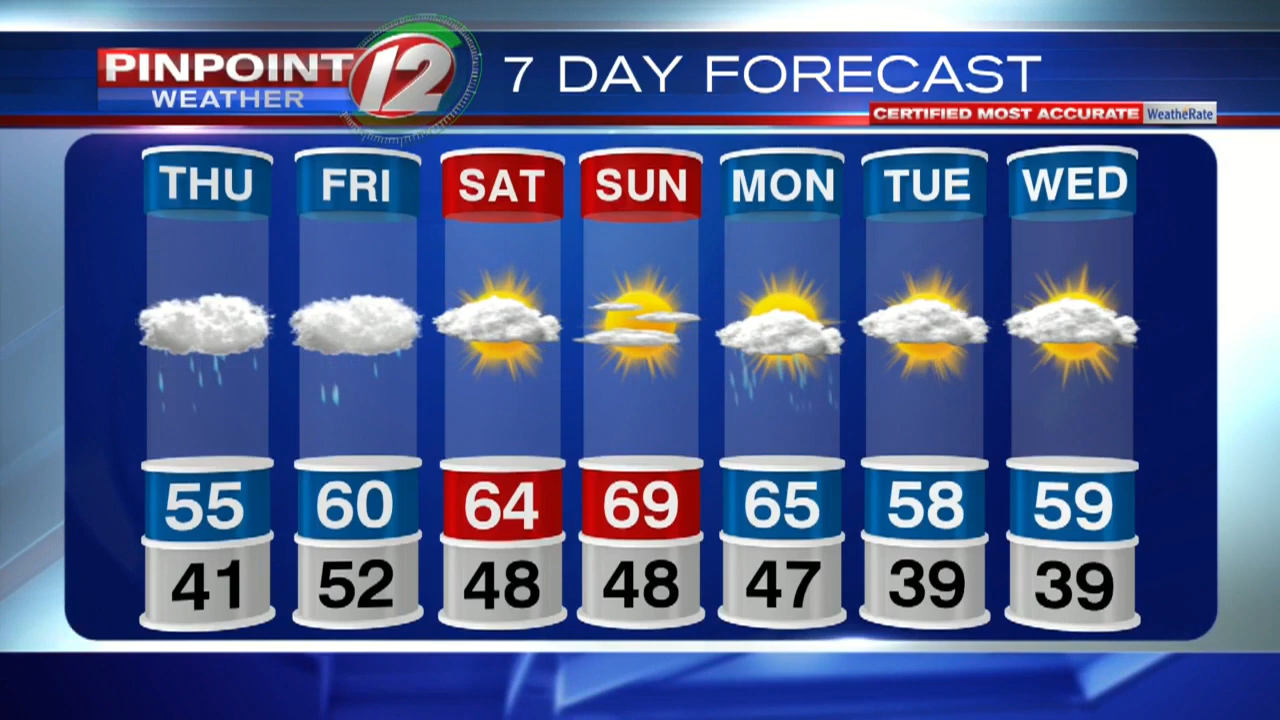 PINPOINT 12
WEATHER
7 DAY FORECAST
CERTIFIED MOST ACCURATE WeatheRate
THU FRI SAT SUN MON TUE WED
55 60 64 69 65 58 59
41 52 48 48 47 39 39